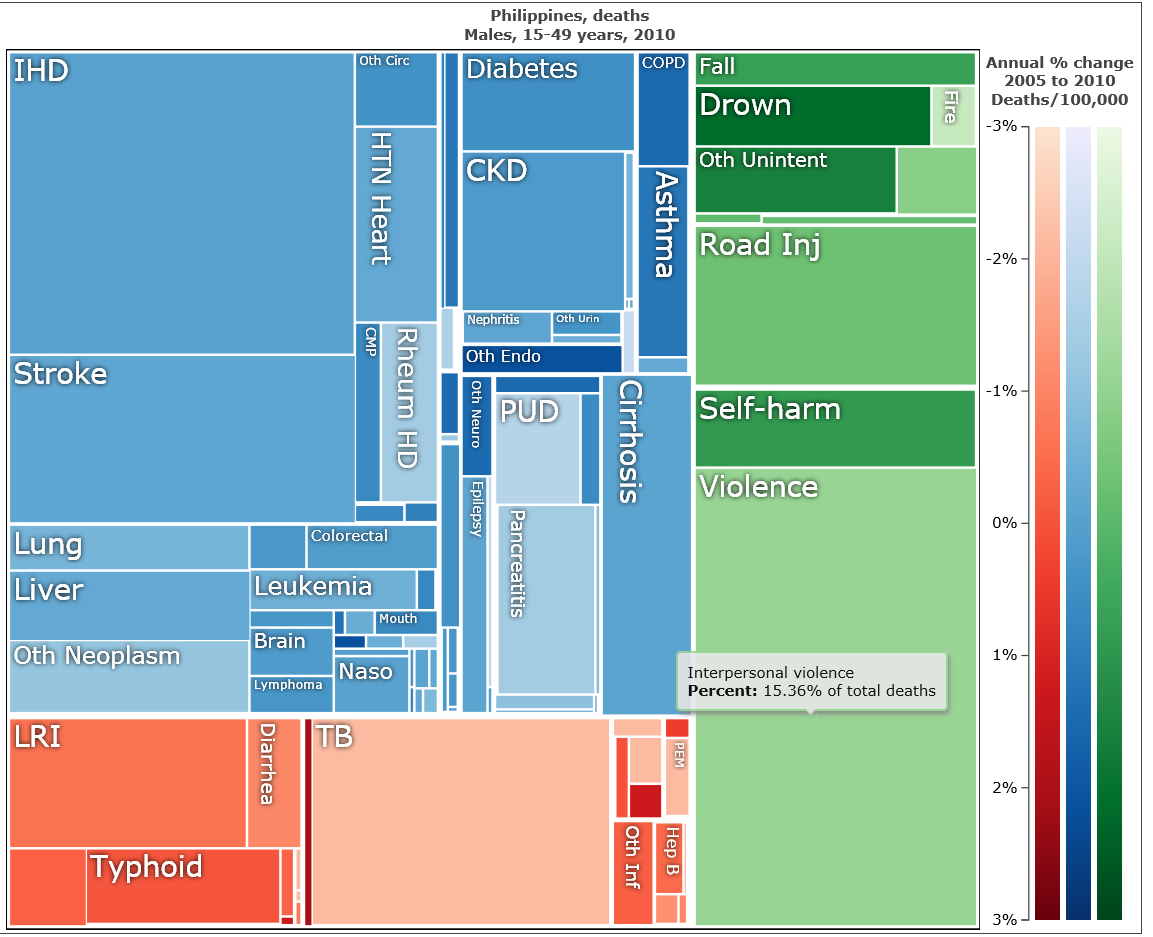 Philippines, deaths
Males, 15-49 years, 2010
IHD
Oth Circ
HTN Heart
Stroke
CMP
Rheum HD
Lung
Colorectal
Liver
Leukemia
Mouth
Brain
Oth Neoplasm
Naso
Lymphoma
Diabetes
COPD
CKD
Asthma
Nephritis
Oth Urin
Oth Endo
Oth Neuro
PUD
Cirrhosis
Epilepsy
Pancreatitis
Fall
Drown
Fire
Oth Unintent
Road Inj
Self-harm
Violence
Interpersonal violence
Percent: 15.36% of total deaths
LRI
Diarrhea
Typhoid
TB
PEM
Oth Inf
Hep B
Annual % change
2005 to 2010
Deaths/100,000
-3%
-2%
-1%
0%
1%
2%
3%